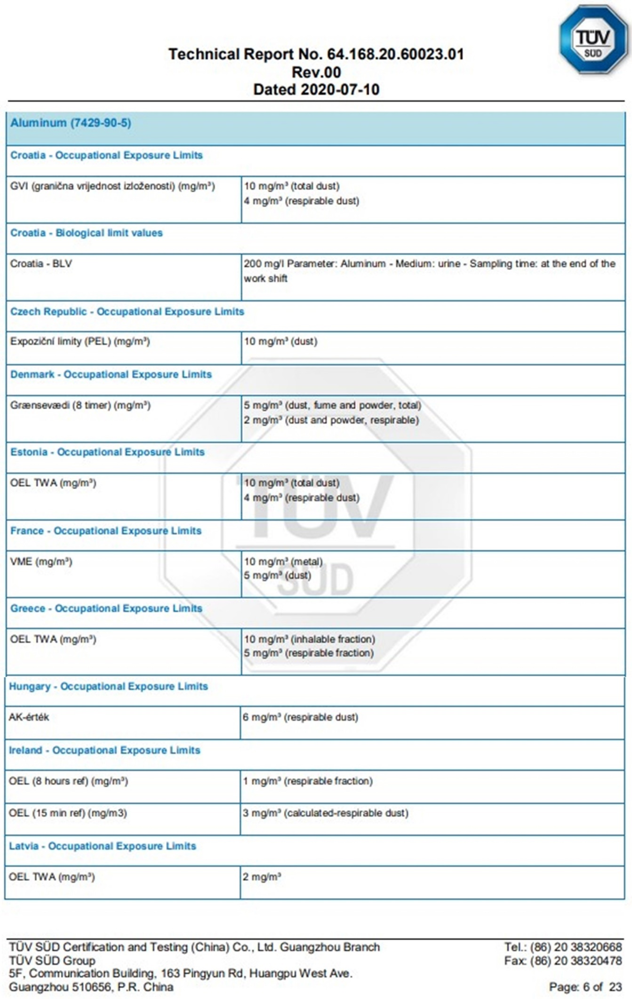 TÜV
SÜD
Technical Report No. 64.168.20.60023.01
Rev.00
Dated 2020-07-10
Aluminum (7429-90-5)
Croatia - Occupational Exposure Limits
GVI (granična vrijednost izloženosti) (mg/m³) 10 mg/m³ (total dust)
4 mg/m³ (respirable dust)
Croatia - Biological limit values
Croatia - BLV 200 mg/l Parameter: Aluminum - Medium: urine - Sampling time: at the end of the
work shift
Czech Republic - Occupational Exposure Limits
Expoziční limity (PEL) (mg/m³) 10 mg/m³ (dust)
Denmark - Occupational Exposure Limits
Grænsevædi (8 timer) (mg/m³) 5 mg/m³ (dust, fume and powder, total)
2 mg/m³ (dust and powder, respirable)
Estonia - Occupational Exposure Limits
OEL TWA (mg/m³) 10 mg/m³ (total dust)
4 mg/m³ (respirable dust)
TÜV
France - Occupational Exposure Limits
VME (mg/m³) 10 mg/m³ (metal)
5 mg/m³ (dust)
SÜD
Greece - Occupational Exposure Limits
OEL TWA (mg/m³) 10 mg/m³ (inhalable fraction)
5 mg/m³ (respirable fraction)
Hungary - Occupational Exposure Limits
AK-érték 6 mg/m³ (respirable dust)
Ireland - Occupational Exposure Limits
OEL (8 hours ref) (mg/m³) 1 mg/m³ (respirable fraction)
OEL (15 min ref) (mg/m3) 3 mg/m³ (calculated-respirable dust)
Latvia - Occupational Exposure Limits
OEL TWA (mg/m³) 2 mg/m³
TÜV SÜD Certification and Testing (China) Co., Ltd. Guangzhou Branch Tel.: (86) 20 38320668
TÜV SÜD Group Fax: (86) 20 38320478
5F, Communication Building, 163 Pingyun Rd, Huangpu West Ave.
Guangzhou 510656, P.R. China Page: 6 of 23